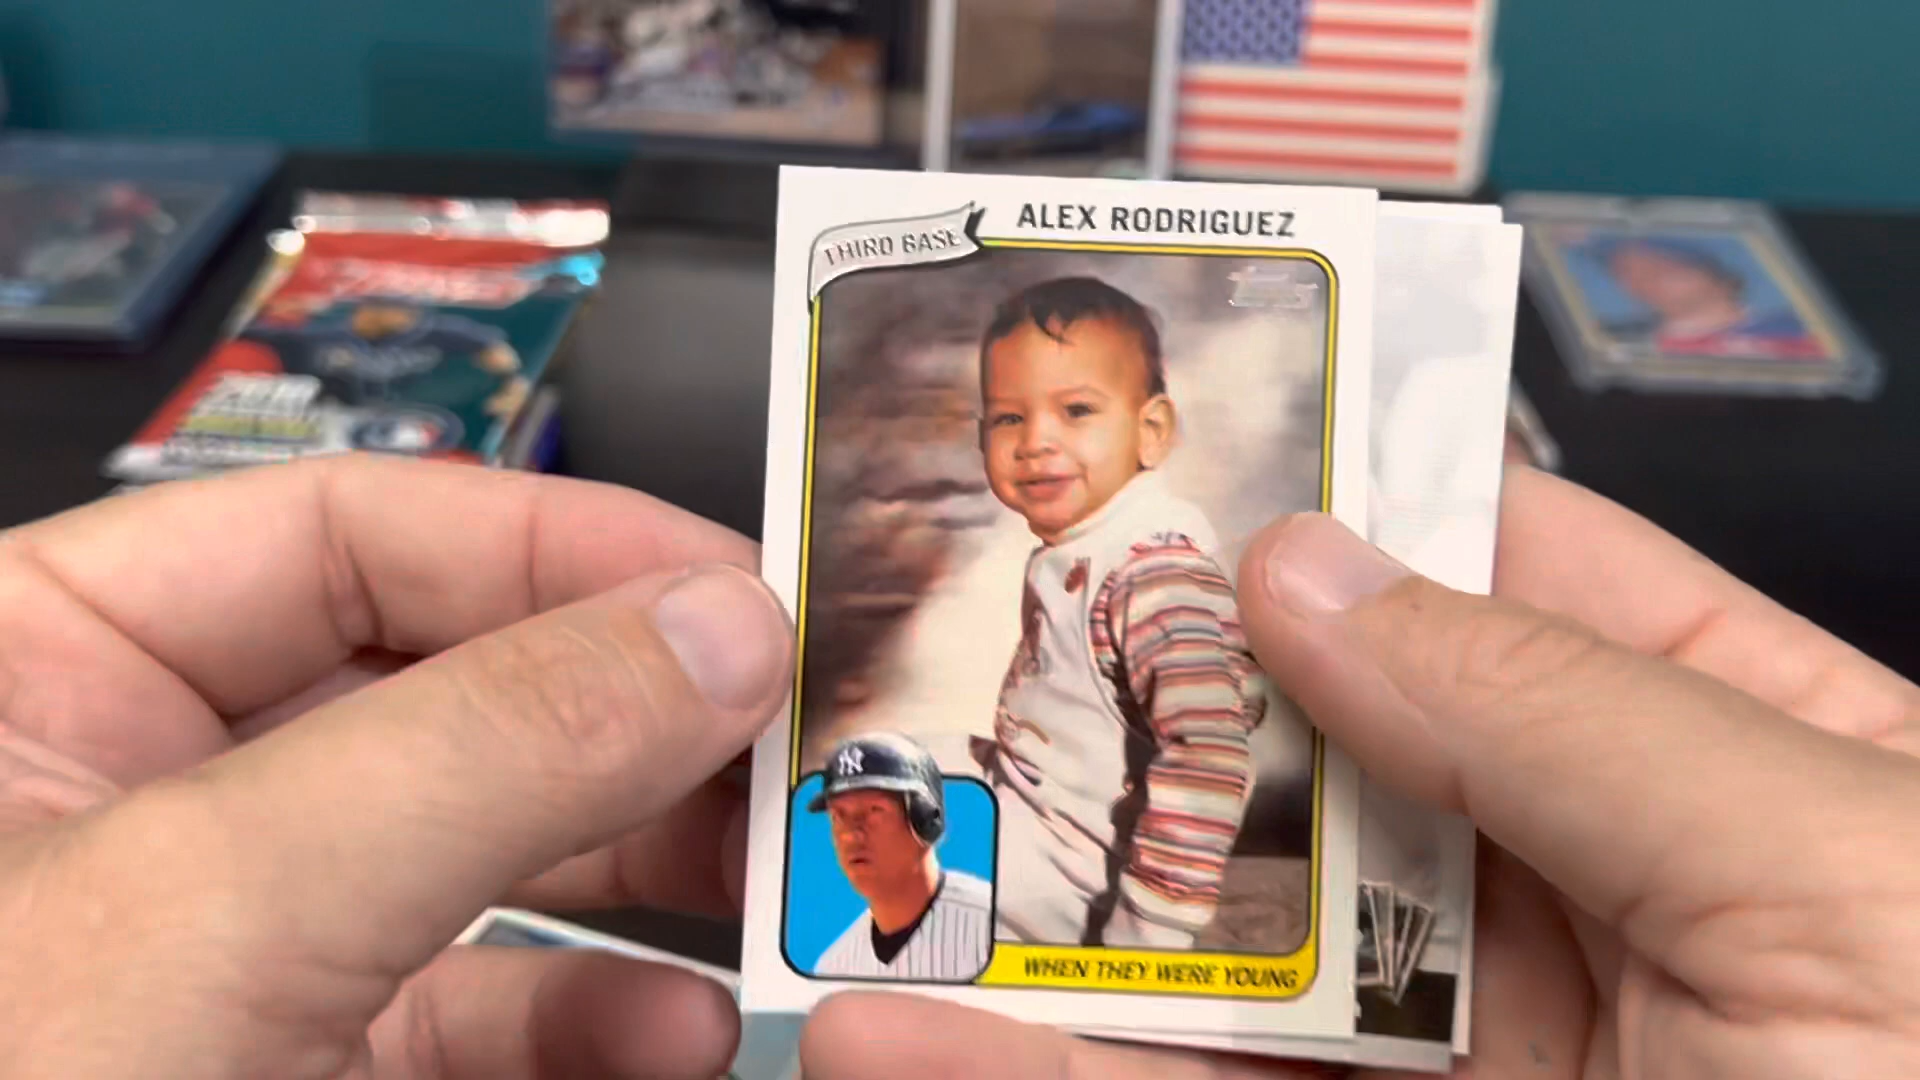 ALEX RODRIGUEZ
THIRD BASE
Topps
NY
WHEN THEY WERE YOUNG